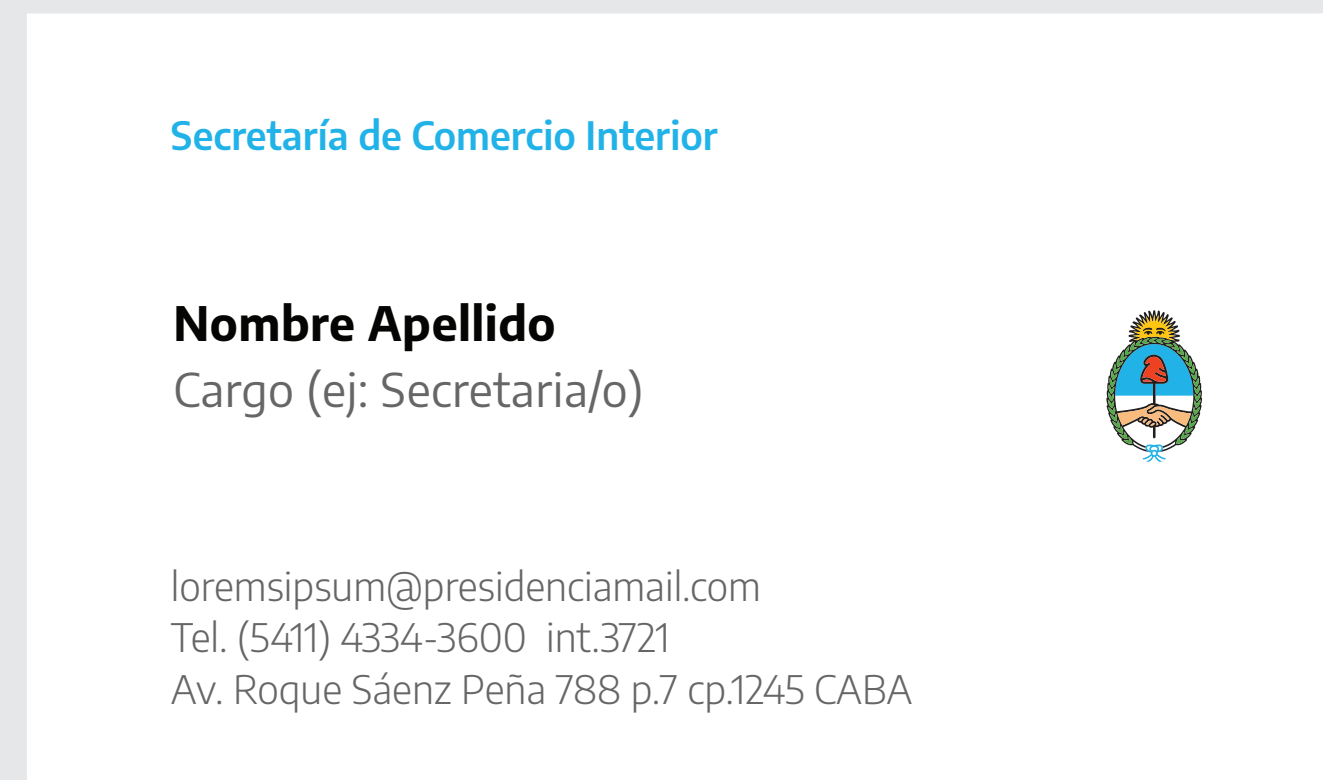 Secretaría de Comercio Interior
Nombre Apellido
Cargo (ej: Secretaria/o)
loremsipsum@presidenciamail.com
Tel. (5411) 4334-3600 int.3721
Av. Roque Sáenz Peña 788 p.7 cp.1245 CABA